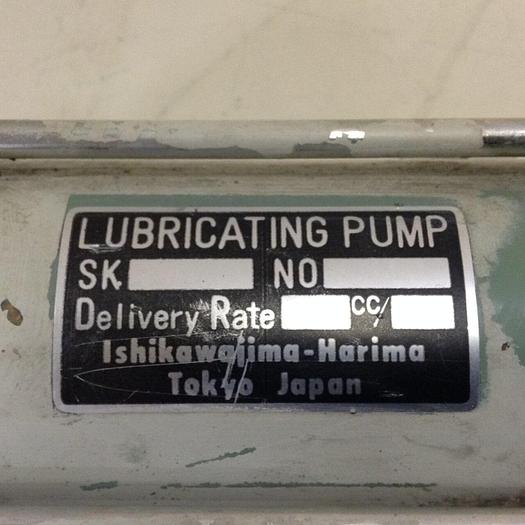 LUBRICATING PUMP
SK. NO
Delivery Rate CC/
Ishikawajima-Harima
Tokyo Japan